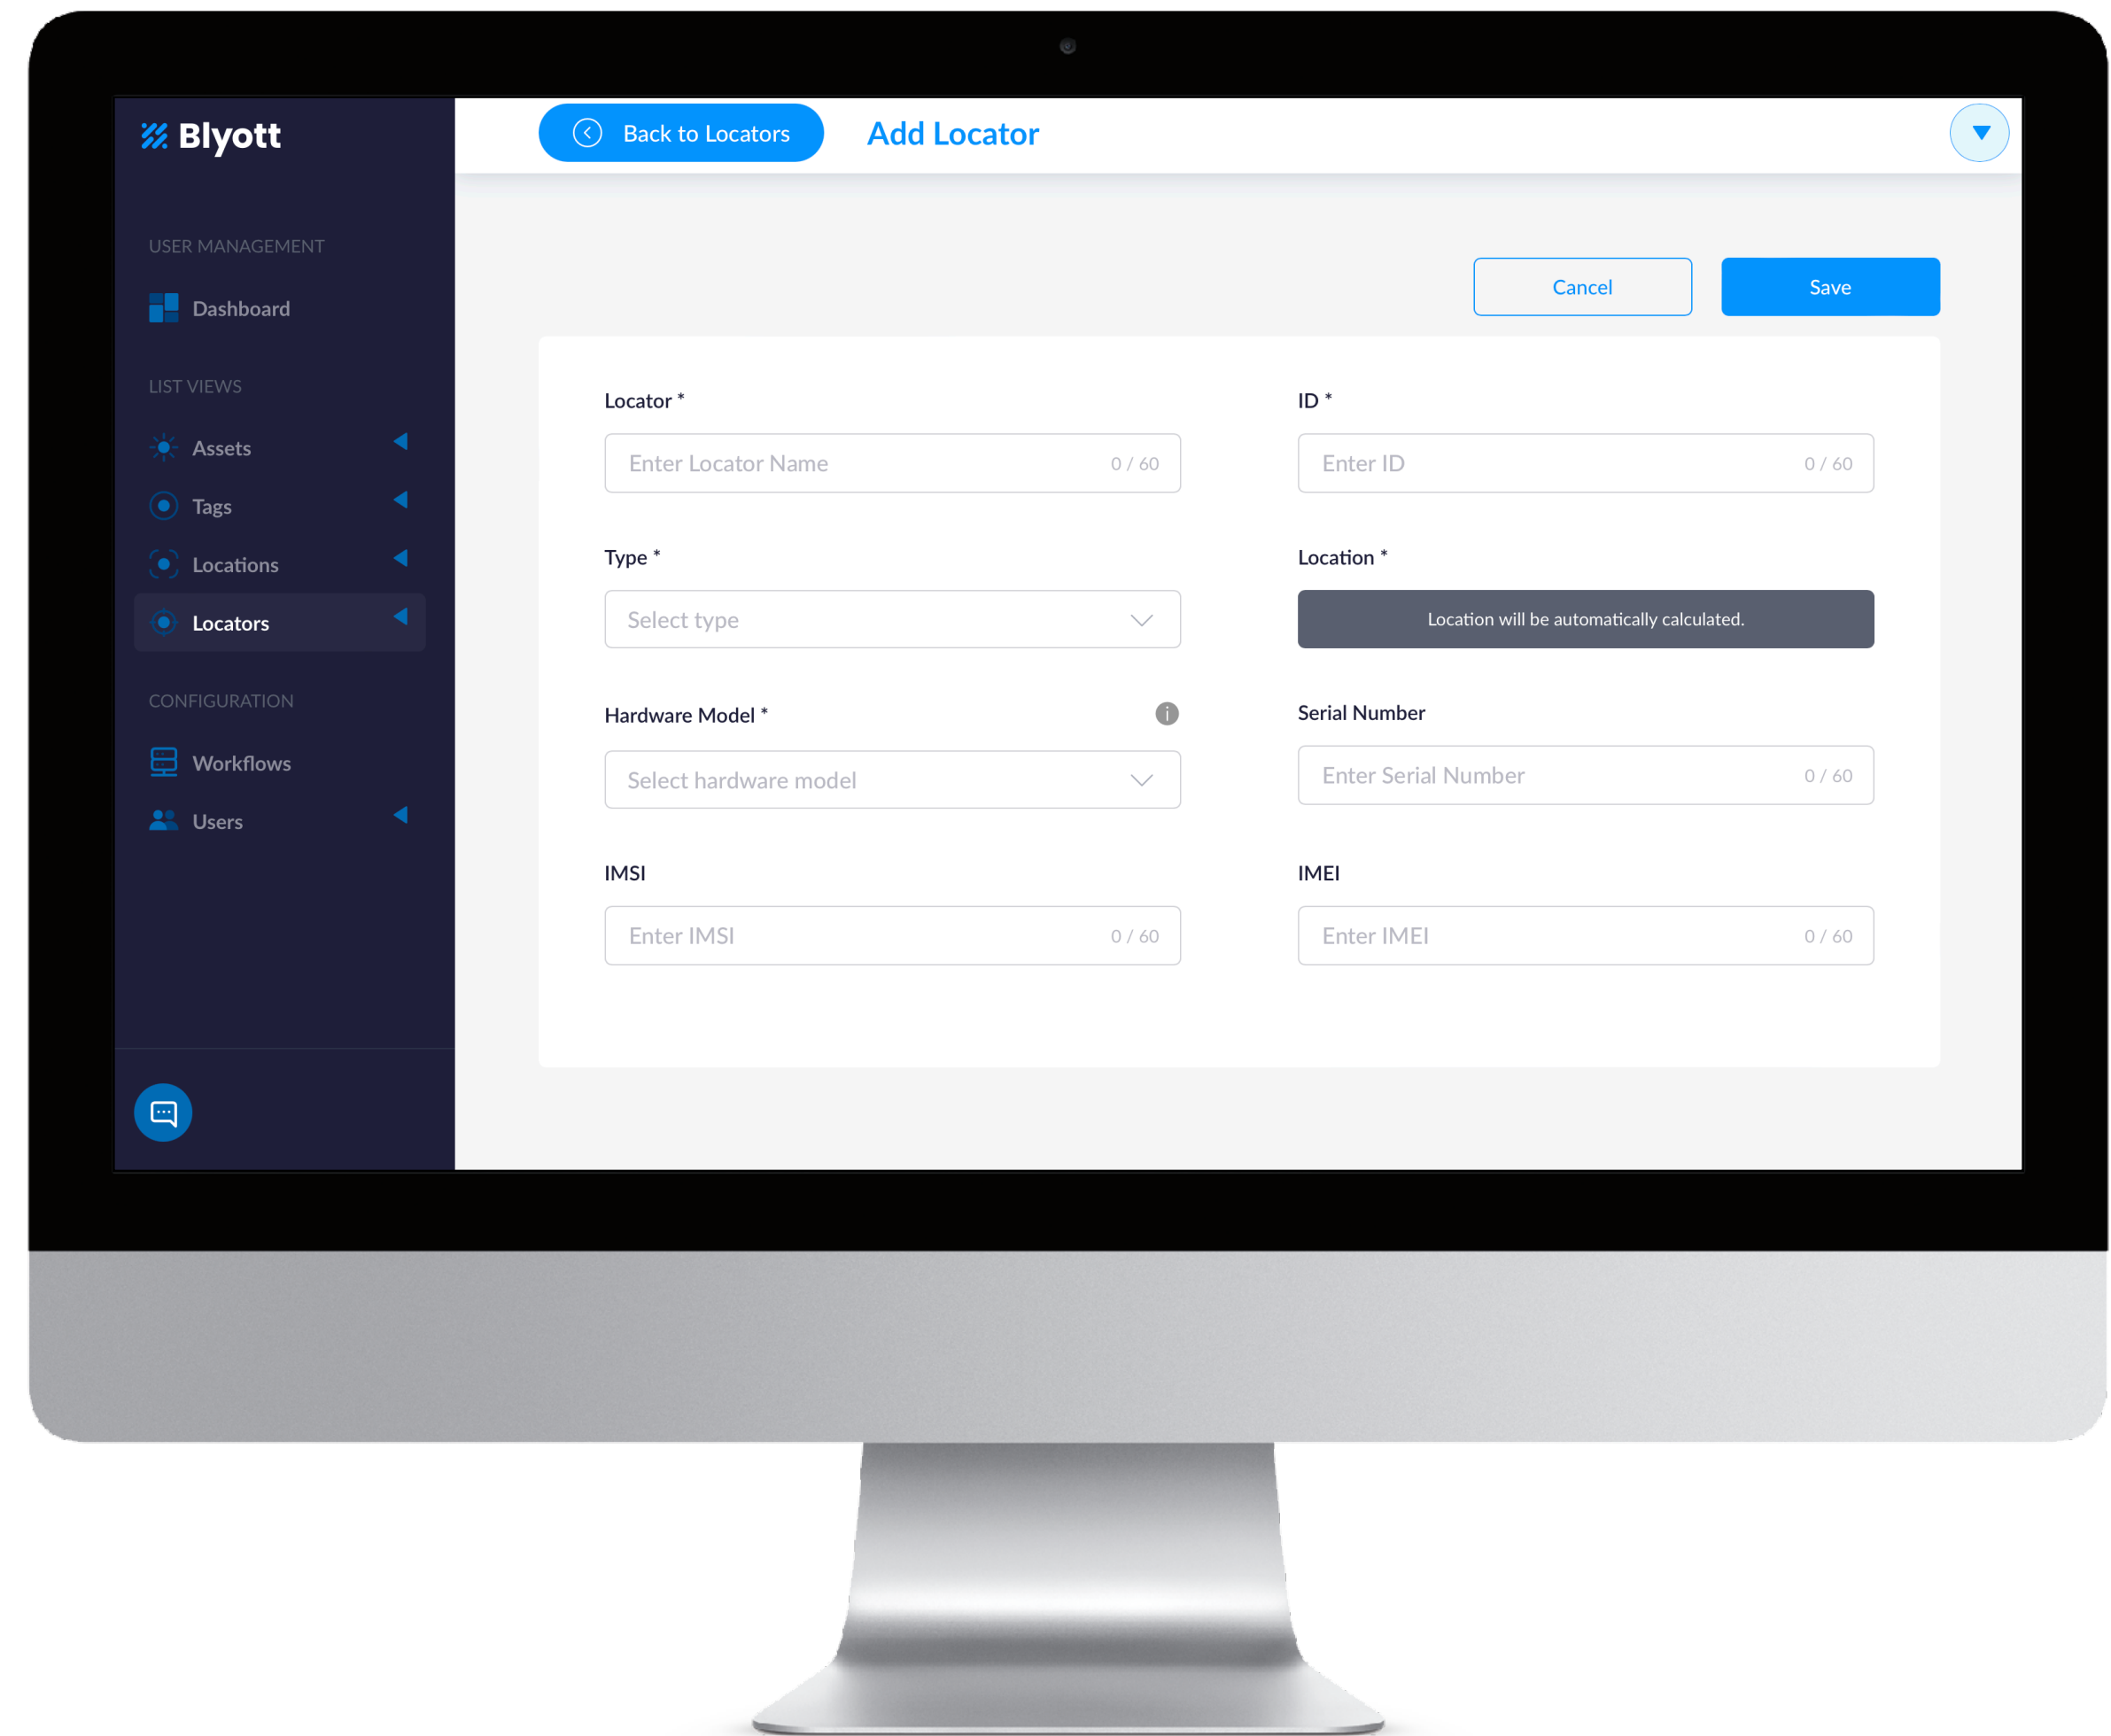 Blyott
Back to Locators
Add Locator
USER MANAGEMENT
Dashboard
LIST VIEWS
Assets
Tags
Locations
Locators
CONFIGURATION
Workflows
Users
Cancel
Save
Locator *
ID *
Enter Locator Name 0 / 60
Enter ID 0 / 60
Type *
Location *
Select type
Location will be automatically calculated.
Hardware Model *
Serial Number
Select hardware model
Enter Serial Number 0 / 60
IMSI
IMEI
Enter IMSI 0 / 60
Enter IMEI 0 / 60